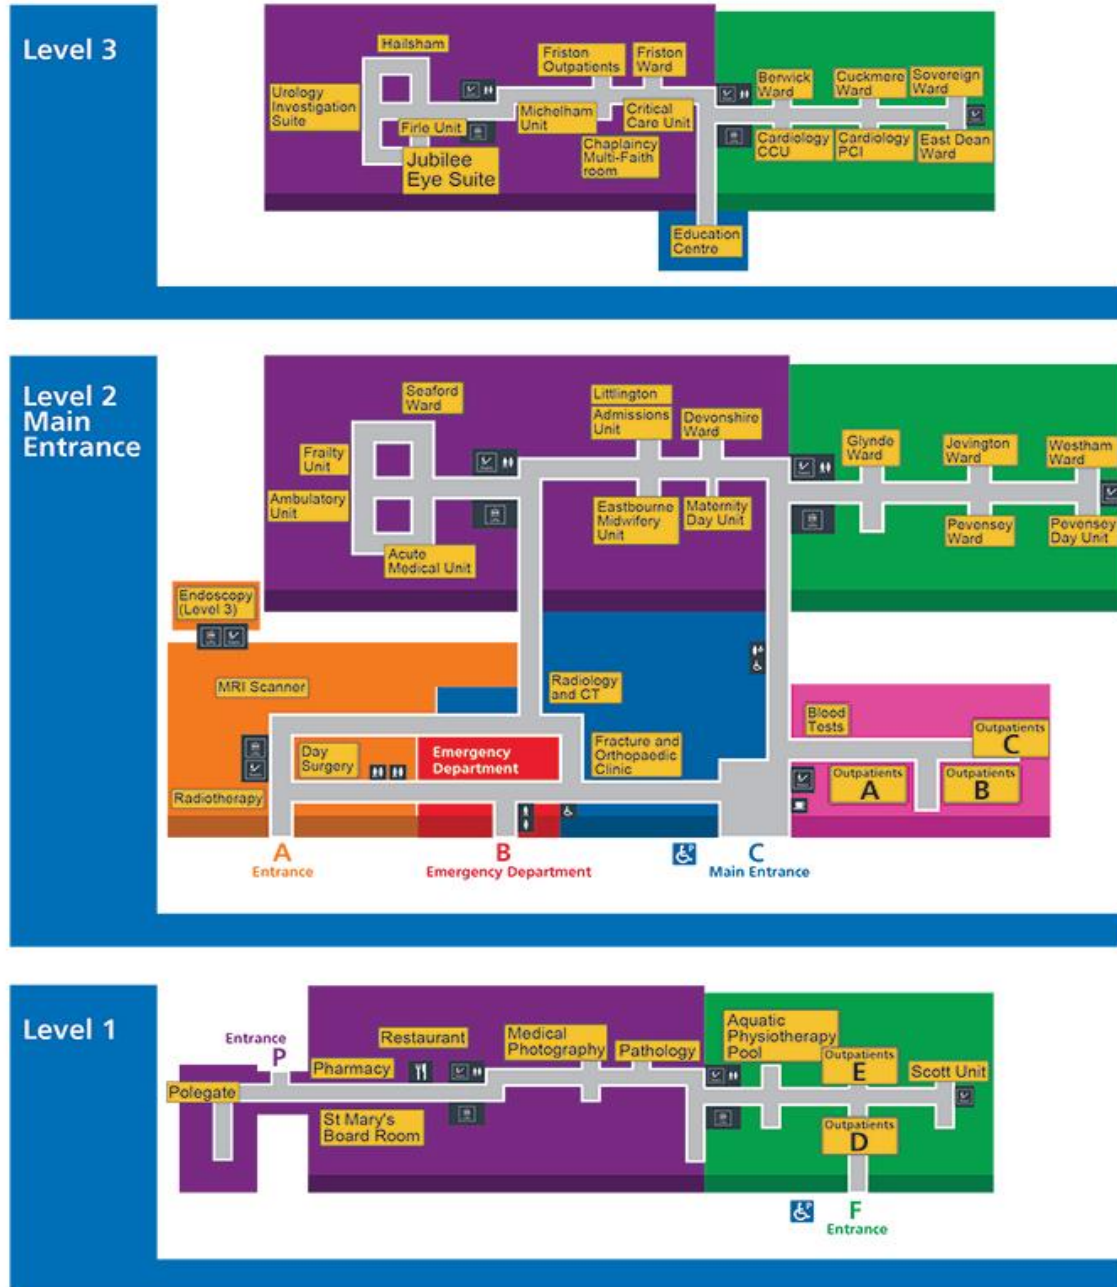 Level 3
Hailsham
Friston
Outpatients
Friston
Ward
Berwick
Ward
Cuckmere
Ward
Sovereign
Ward
Urology
Investigation
Suite
Firle Unit
Michelham
Unit
Critical
Care Unit
Cardiology
CCU
Cardiology
PCI
East Dean
Ward
Jubilee
Eye Suite
Chaplaincy
Multi-Faith
room
Education
Centre
Level 2
Main
Entrance
Seaford
Ward
Littlington
Admissions
Unit
Devonshire
Ward
Glynde
Ward
Jevington
Ward
Westham
Ward
Frailty
Unit
Ambulatory
Unit
Eastbourne
Midwifery
Unit
Maternity
Day Unit
Pevensey
Ward
Pevensey
Day Unit
Acute
Medical Unit
Endoscopy
(Level 3)
MRI Scanner
Radiology
and CT
Blood
Tests
Outpatients
C
Day
Surgery
Emergency
Department
Fracture and
Orthopaedic
Clinic
Outpatients
A
Outpatients
B
Radiotherapy
A
Entrance
B
Emergency Department
P
C
Main Entrance
Level 1
Entrance
P
Restaurant
Medical
Photography
Pathology
Aquatic
Physiotherapy
Pool
Outpatients
E
Scott Unit
Pharmacy
Polegate
St Mary's
Board Room
Outpatients
D
P
F
Entrance